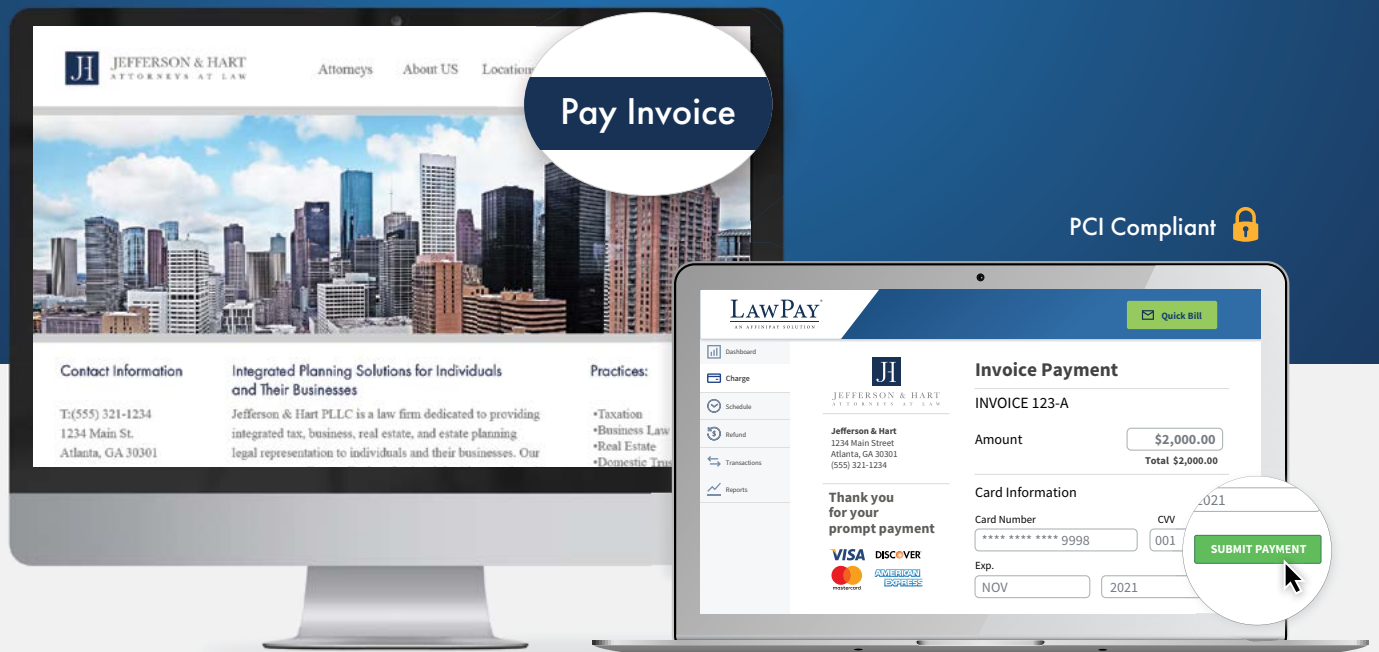 JH
JEFFERSON & HART
ATTORNEYS AT LAW
Attorneys About US Locations
Pay Invoice
Contact Information
T:(555) 321-1234
1234 Main St.
Atlanta, GA 30301
Integrated Planning Solutions for Individuals
and Their Businesses
Jefferson & Hart PLLC is a law firm dedicated to providing
integrated tax, business, real estate, and estate planning
legal representation to individuals and their businesses. Our
Practices:
•Taxation
•Business Law
•Real Estate
•Domestic Trus
PCI Compliant
LAWPAY
AN AFFINIPAY SOLUTION
Quick Bill
Dashboard
Charge
Schedule
Refund
Transactions
Reports
JH
JEFFERSON & HART
ATTORNEYS AT LAW
Jefferson & Hart
1234 Main Street
Atlanta, GA 30301
(555) 321-1234
Thank you
for your
prompt payment
VISA DISCOVER
mastercard
AMERICAN
EXPRESS
Invoice Payment
INVOICE 123-A
Amount $2,000.00
Total $2,000.00
Card Information
Card Number CVV
**** **** **** 9998 001
Exp.
NOV 2021
2021
SUBMIT PAYMENT